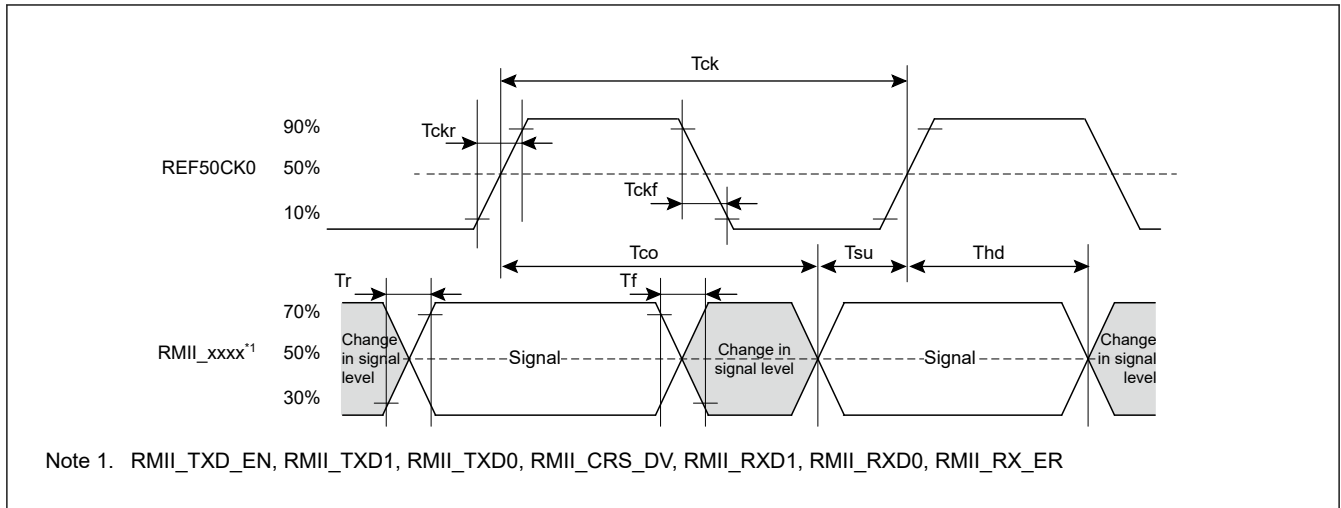 Tck
90%
Tckr
REF50CK0
50%
Tckf
10%
Tco
Tsu
Thd
Tr
Tf
70%
RMII_xxxx*1
50%
30%
Change
in signal
level
Signal
Change in
signal level
Signal
Change
in signal
level
Note 1. RMII_TXD_EN, RMII_TXD1, RMII_TXD0, RMII_CRS_DV, RMII_RXD1, RMII_RXD0, RMII_RX_ER